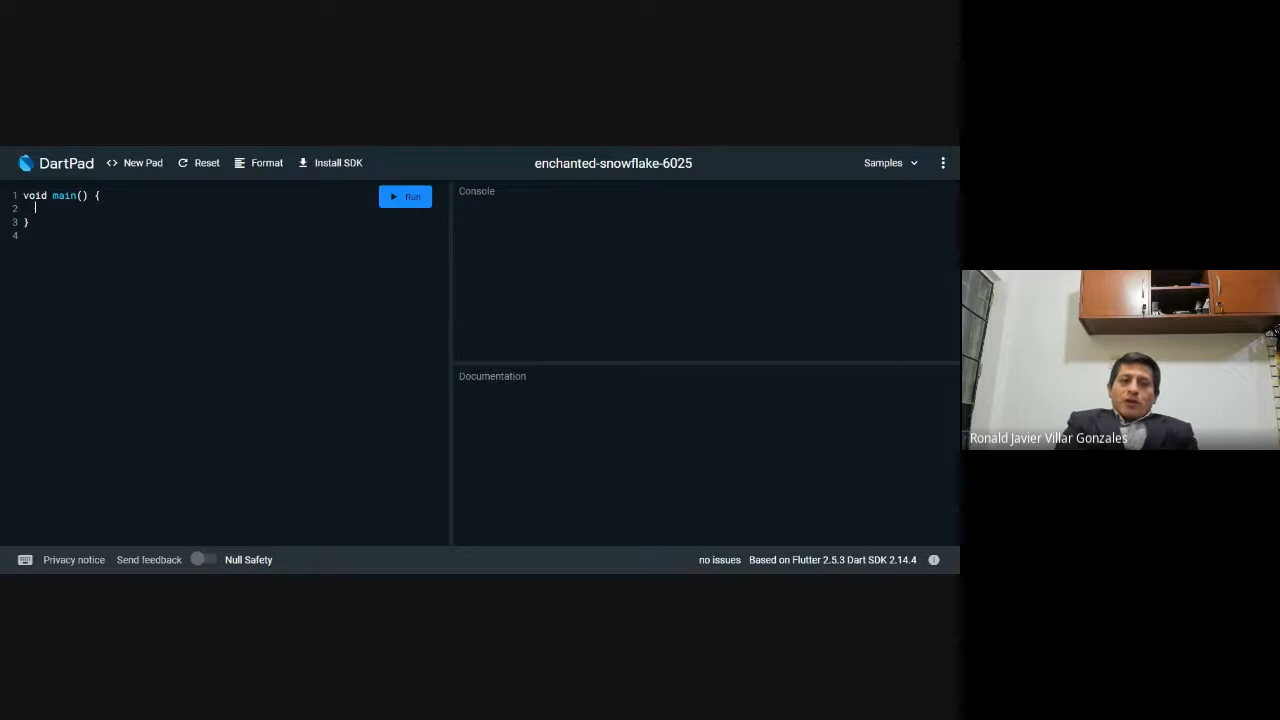 DartPad
New Pad
Reset
Format
Install SDK
enchanted-snowflake-6025
Samples
1 void main() {
2
3 }
4
Run
Console
Documentation
Ronald Javier Villar Gonzales
Privacy notice
Send feedback
Null Safety
no issues
Based on Flutter 2.5.3 Dart SDK 2.14.4